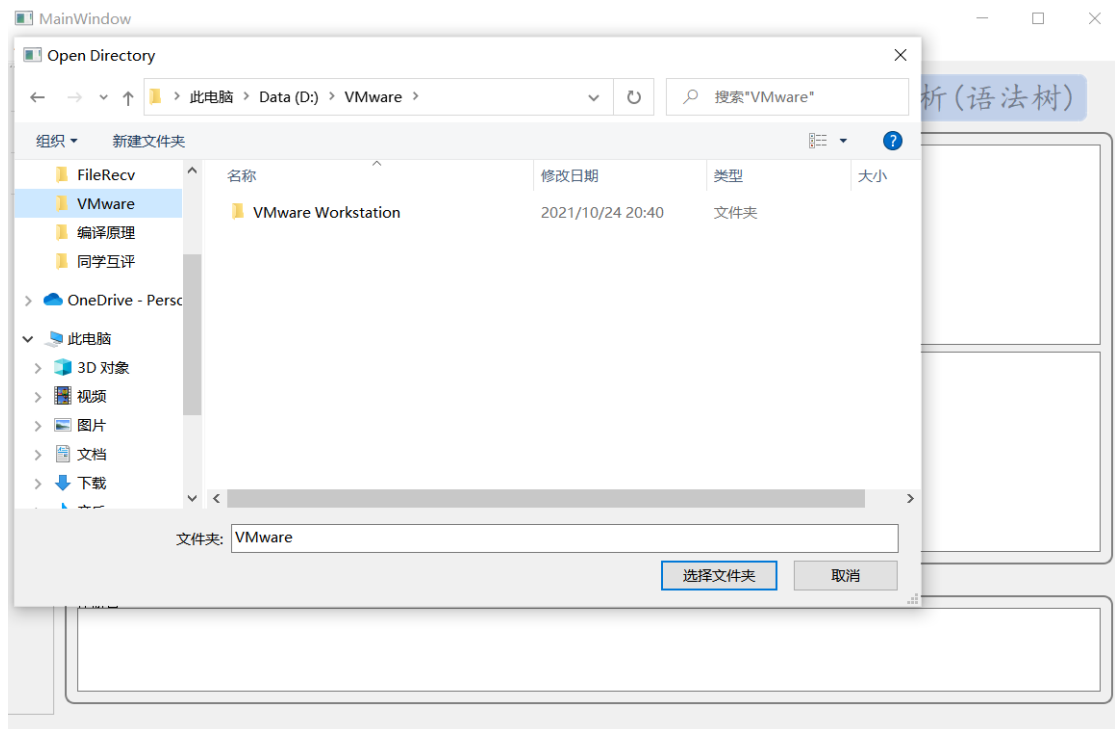 MainWindow
Open Directory
此电脑 Data (D:) VMware
搜索"VMware"
析(语法树)
组织 新建文件夹
?
名称 修改日期 类型 大小
FileRecv
VMware
编译原理
同学互评
OneDrive - Persc
此电脑
3D 对象
视频
图片
文档
下载
VMware Workstation 2021/10/24 20:40 文件夹
文件夹: VMware
选择文件夹 取消